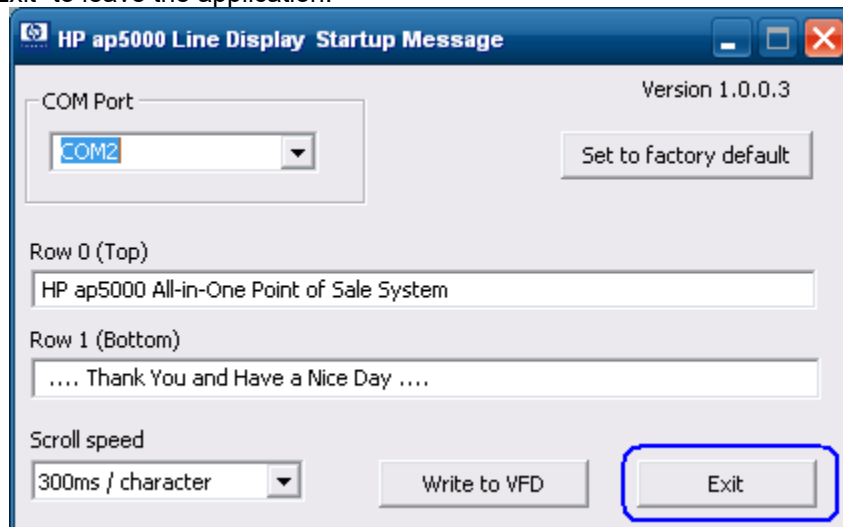 Exit" to leave the application.
HP ap5000 Line Display Startup Message
Version 1.0.0.3
COM Port
COM2
Set to factory default
Row 0 (Top)
HP ap5000 All-in-One Point of Sale System
Row 1 (Bottom)
.... Thank You and Have a Nice Day ....
Scroll speed
300ms / character
Write to VFD
Exit